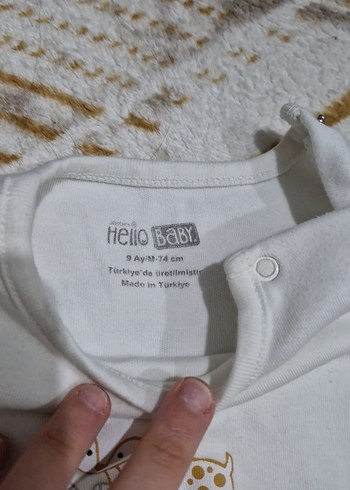 Hello BABY.
9 Ay/M-74 cm
Türkiye'de üretilmiştir
Made in Türkiye